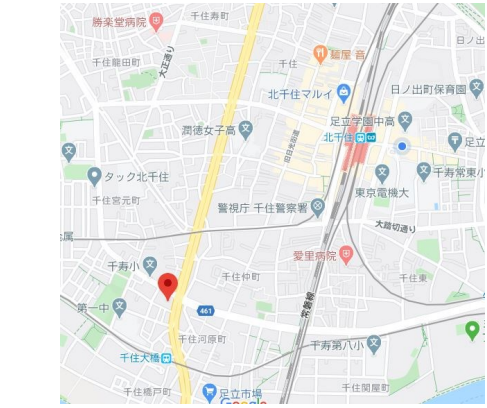 千住寿町
勝楽堂病院
日ノ出
麺屋 音
千住龍田町
大正通り
千住
日ノ出町保育園
北千住マルイ
足立学園中高
潤徳女子高
旧日光街道
北千住
足立
タック北千住
千寿常東小
東京電機大
千住宮元町
警視庁 千住警察署
大踏切通り
属
愛里病院
千寿小
千住仲町
千住東
常磐線
第一中
461
千住河原町
千寿第八小
千住大橋
千住橋戸町
足立市場
千住関屋町
Google